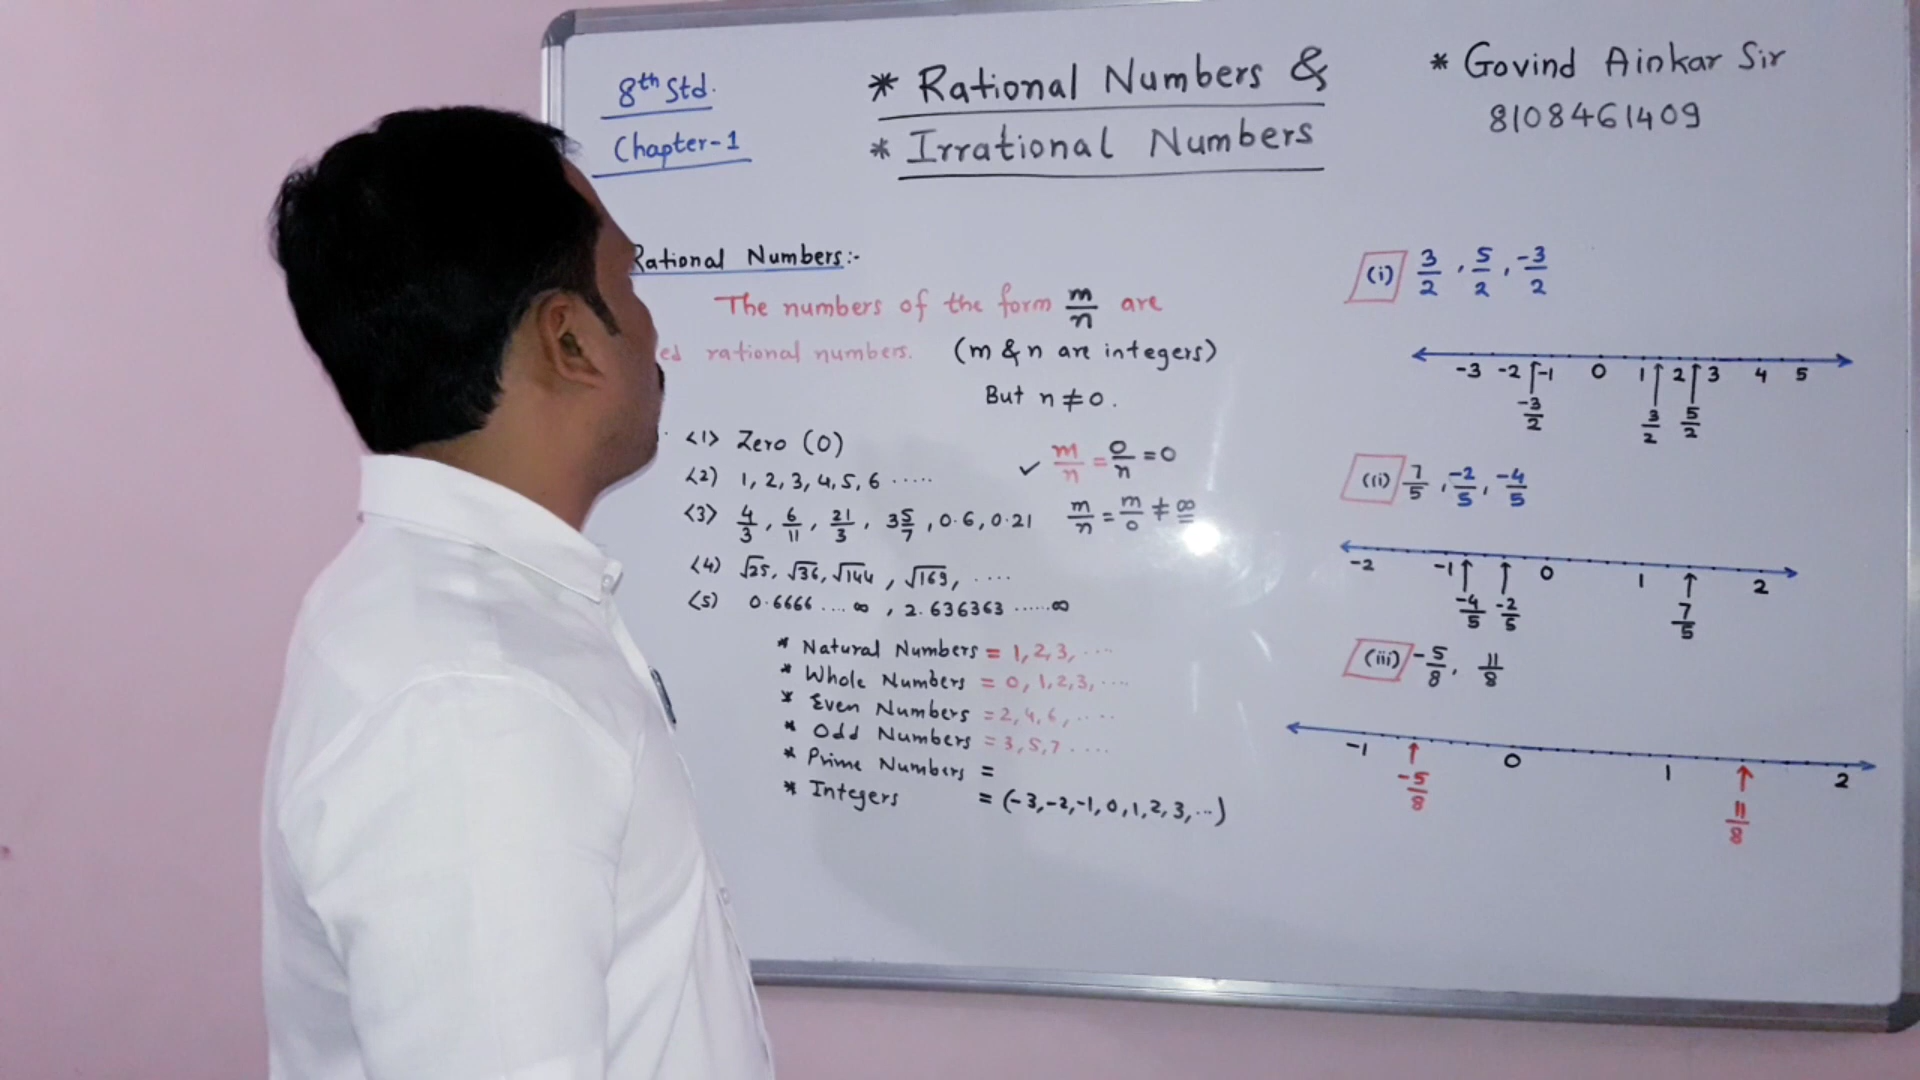 8th Std.
Chapter-1
* Rational Numbers &
* Irrational Numbers
* Govind Ainkar Sir
8108461409
Rational Numbers:-
The numbers of the form m/n are
ed rational numbers. (m & n are integers)
But n ≠ 0.
<1> Zero (0)
<2) 1, 2, 3, 4, 5, 6 .....
<3> 4/3, 6/11, 21/3, 3 5/7, 0.6, 0.21
<4) √25, √36, √144, √169, ....
<5) 0.6666 .... ∞, 2.636363 ...... ∞
✓ m/n = 0/n = 0
m/n = m/0 ≠ ∞
* Natural Numbers = 1, 2, 3, ....
* Whole Numbers = 0, 1, 2, 3, ....
* Even Numbers = 2, 4, 6, ....
* Odd Numbers = 3, 5, 7 ....
* Prime Numbers =
* Integers = (-3, -2, -1, 0, 1, 2, 3, ...)
(i) 3/2, 5/2, -3/2
-3 -2 -1 0 1 2 3 4 5
-3/2 3/2 5/2
(ii) 7/5, -2/5, -4/5
-2 -1 0 1 2
-4/5 -2/5 7/5
(iii) -5/8, 11/8
-1 0 1 2
-5/8 11/8